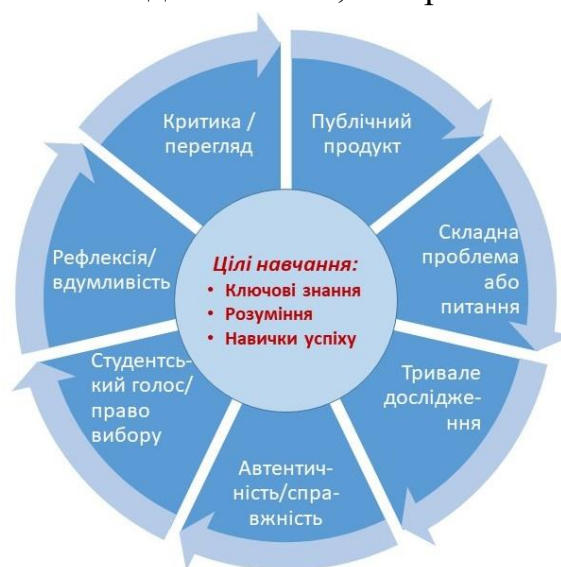 Критика /
перегляд
Публічний
продукт
Складна
проблема
або
питання
Тривале
дослідже-
ння
Автентич-
ність/спра-
вжність
Студентсь-
кий голос/
право
вибору
Рефлексія/
вдумливість
Цілі навчання:
• Ключові знання
• Розуміння
• Навички успіху